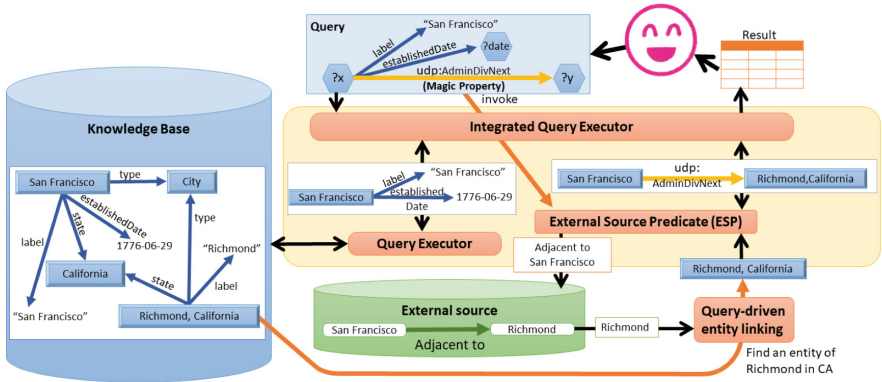 Query
"San Francisco"
label
establishedDate
?date
?x
udp:AdminDivNext
?y
(Magic Property)
invoke
Result
Knowledge Base
San Francisco
type
City
establishedDate
state
label
1776-06-29
type
"Richmond"
California
state
label
"San Francisco"
Richmond, California
Integrated Query Executor
label
"San Francisco"
San Francisco
established
Date
1776-06-29
Query Executor
San Francisco
udp:
AdminDivNext
Richmond,California
External Source Predicate (ESP)
Adjacent to
San Francisco
Richmond, California
External source
San Francisco
Richmond
Adjacent to
Richmond
Query-driven
entity linking
Find an entity of
Richmond in CA